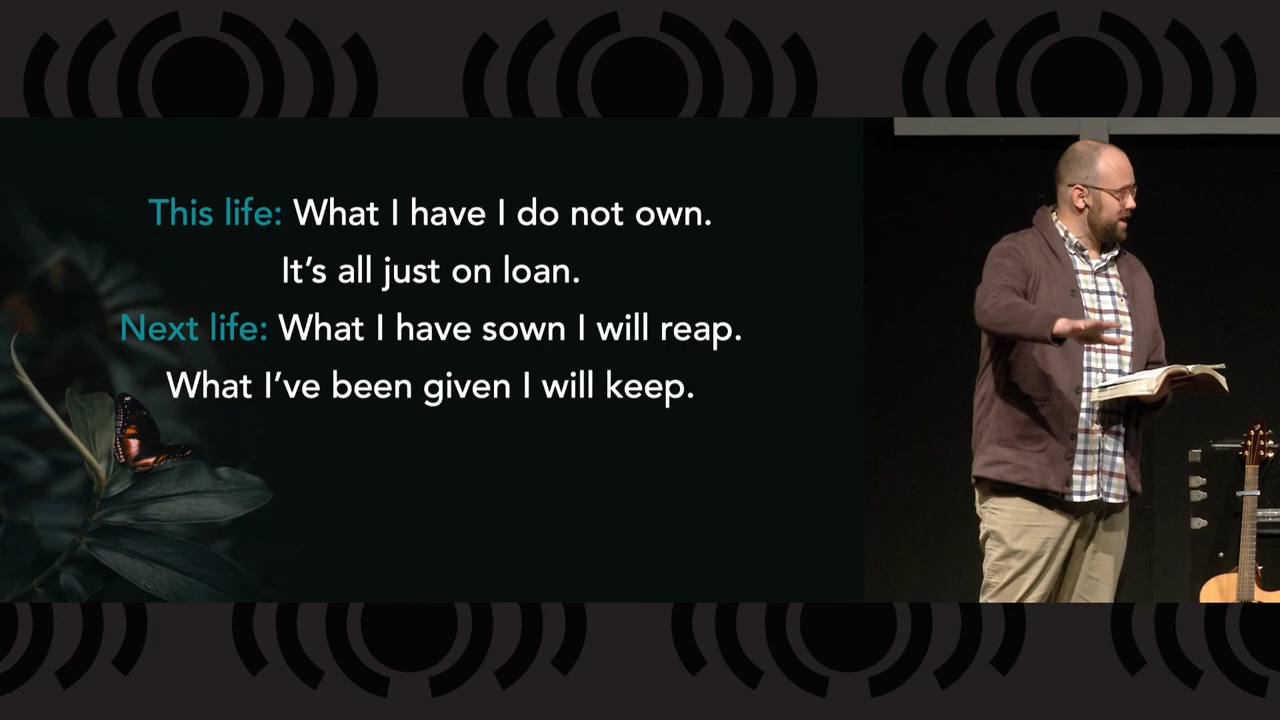 This life: What I have I do not own.
It’s all just on loan.
Next life: What I have sown I will reap.
What I’ve been given I will keep.